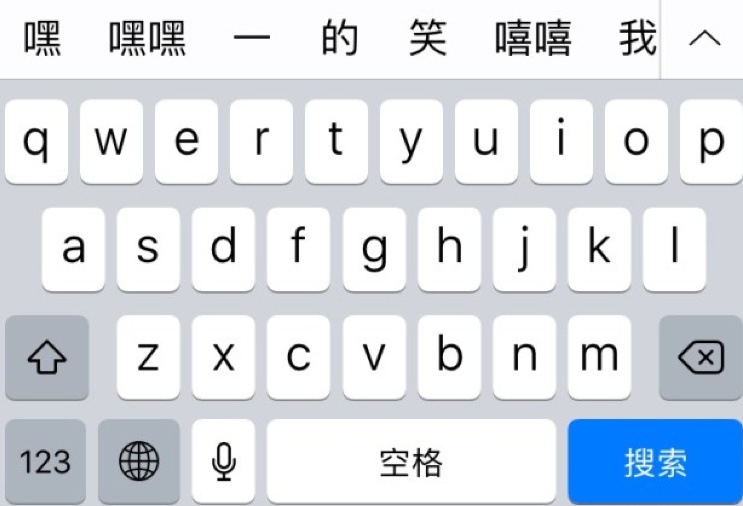 嘿 嘿嘿 一 的 笑 嘻嘻 我
q w e r t y u i o p
a s d f g h j k l
z x c v b n m
123 空格 搜索